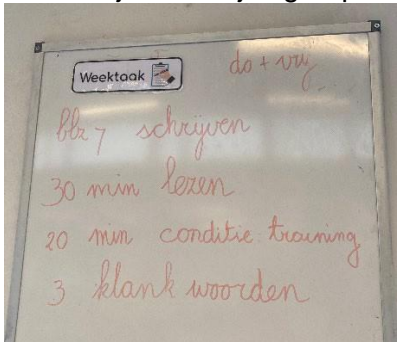 Weektaak
do + vrij
blz 7 schrijven
30 min lezen
20 min conditie training
3 klank woorden